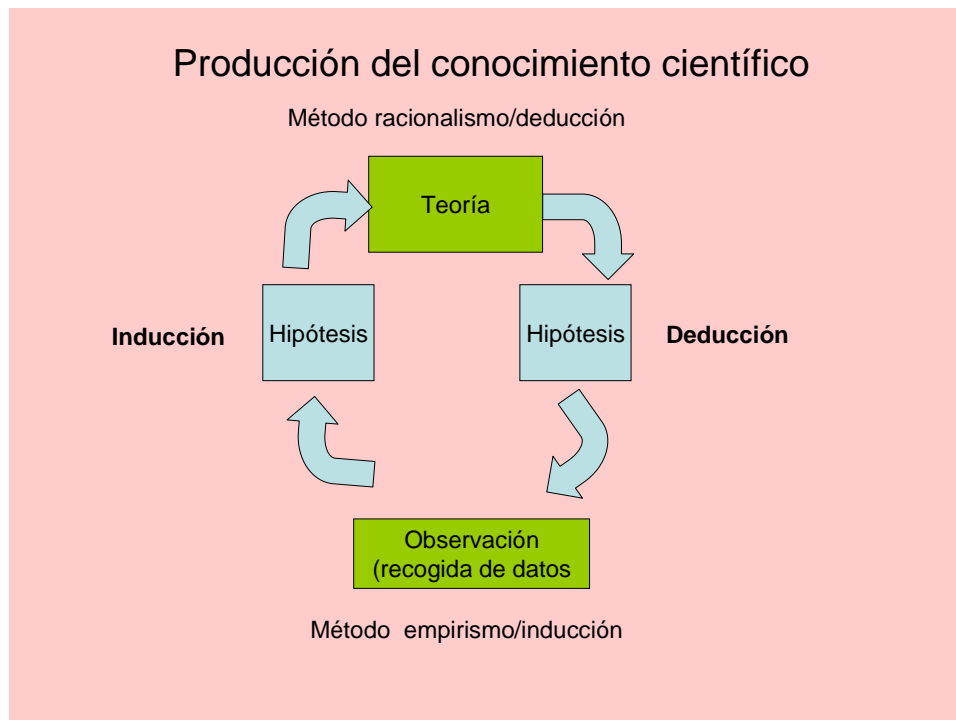 Producción del conocimiento científico
Método racionalismo/deducción
Teoría
Inducción
Hipótesis
Hipótesis
Deducción
Observación
(recogida de datos
Método empirismo/inducción